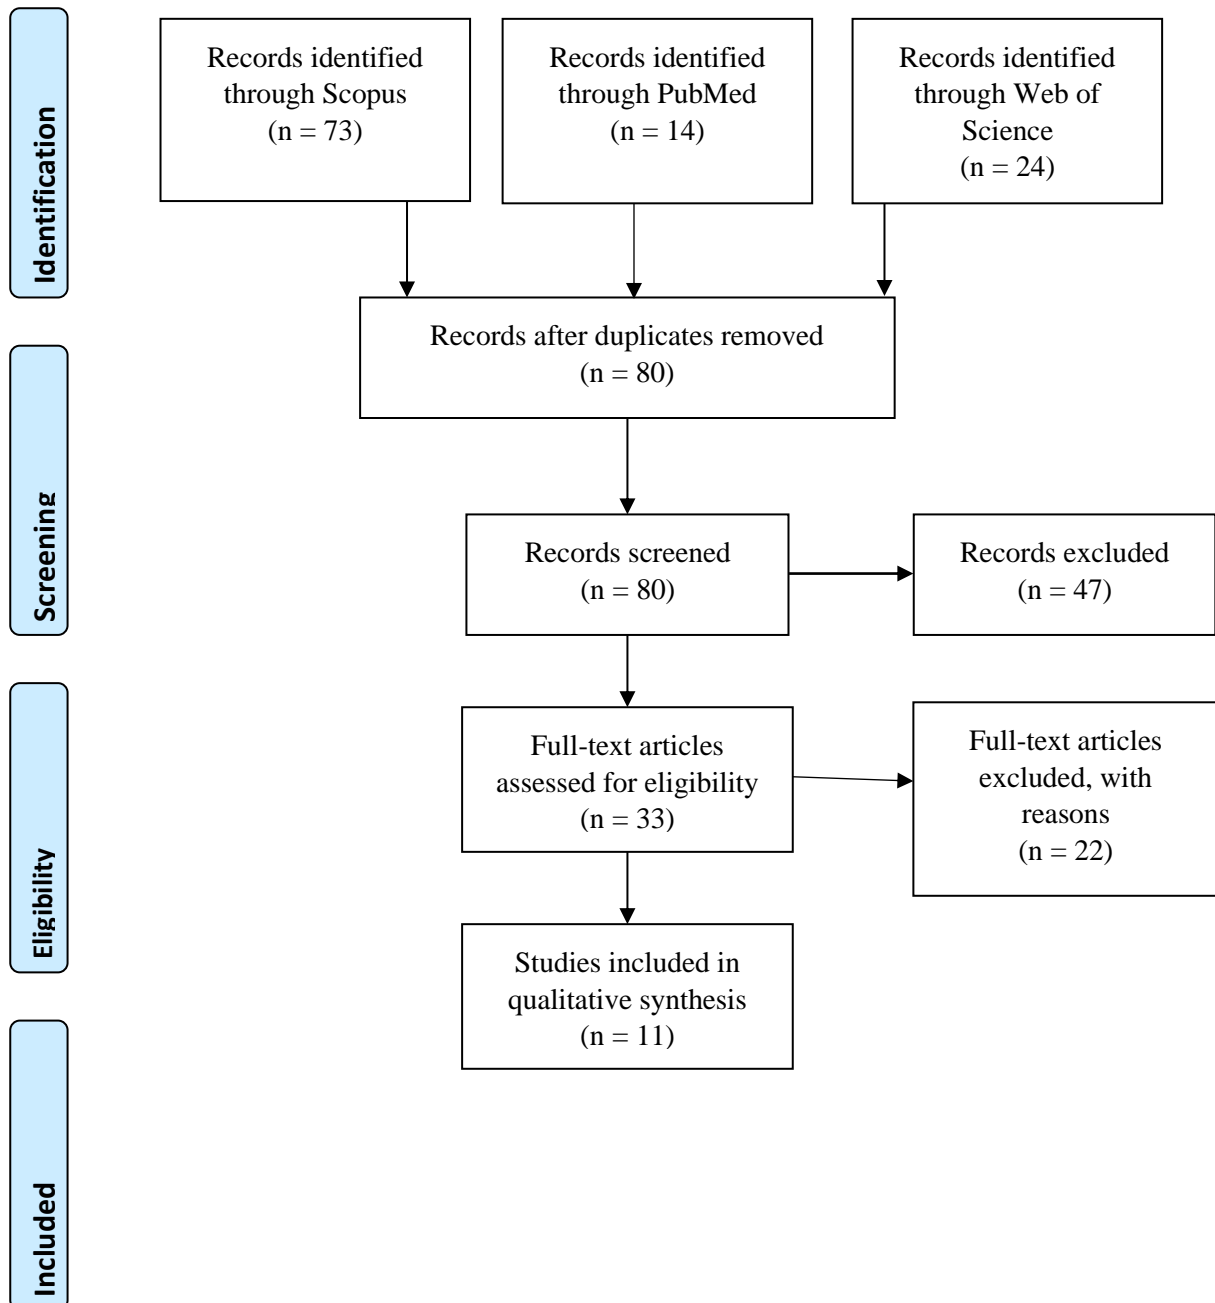 Identification
Records identified
through Scopus
(n = 73)
Records identified
through PubMed
(n = 14)
Records identified
through Web of
Science
(n = 24)
Records after duplicates removed
(n = 80)
Screening
Records screened
(n = 80)
Records excluded
(n = 47)
Eligibility
Full-text articles
assessed for eligibility
(n = 33)
Full-text articles
excluded, with
reasons
(n = 22)
Studies included in
qualitative synthesis
(n = 11)
Included